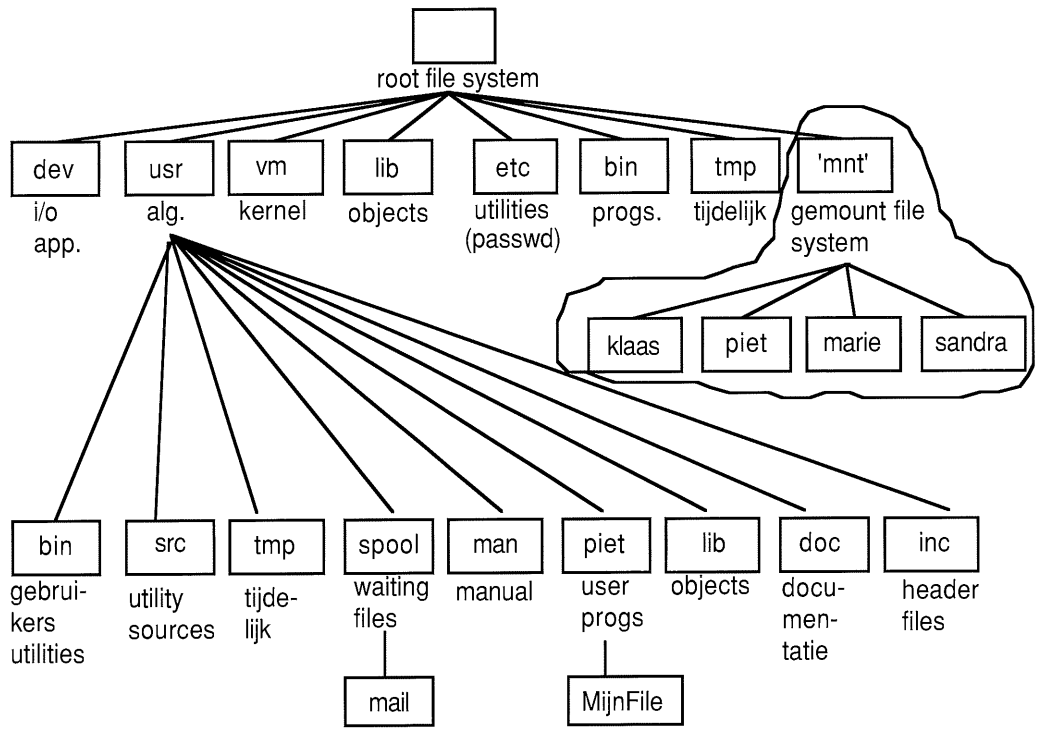 root file system
dev
usr
vm
lib
etc
bin
tmp
'mnt'
i/o
app.
alg.
kernel
objects
utilities
(passwd)
progs.
tijdelijk
gemount file
system
klaas
piet
marie
sandra
bin
src
tmp
spool
man
piet
lib
doc
inc
gebrui-
kers
utilities
utility
sources
tijde-
lijk
waiting
files
manual
user
progs
objects
docu-
men-
tatie
header
files
mail
MijnFile